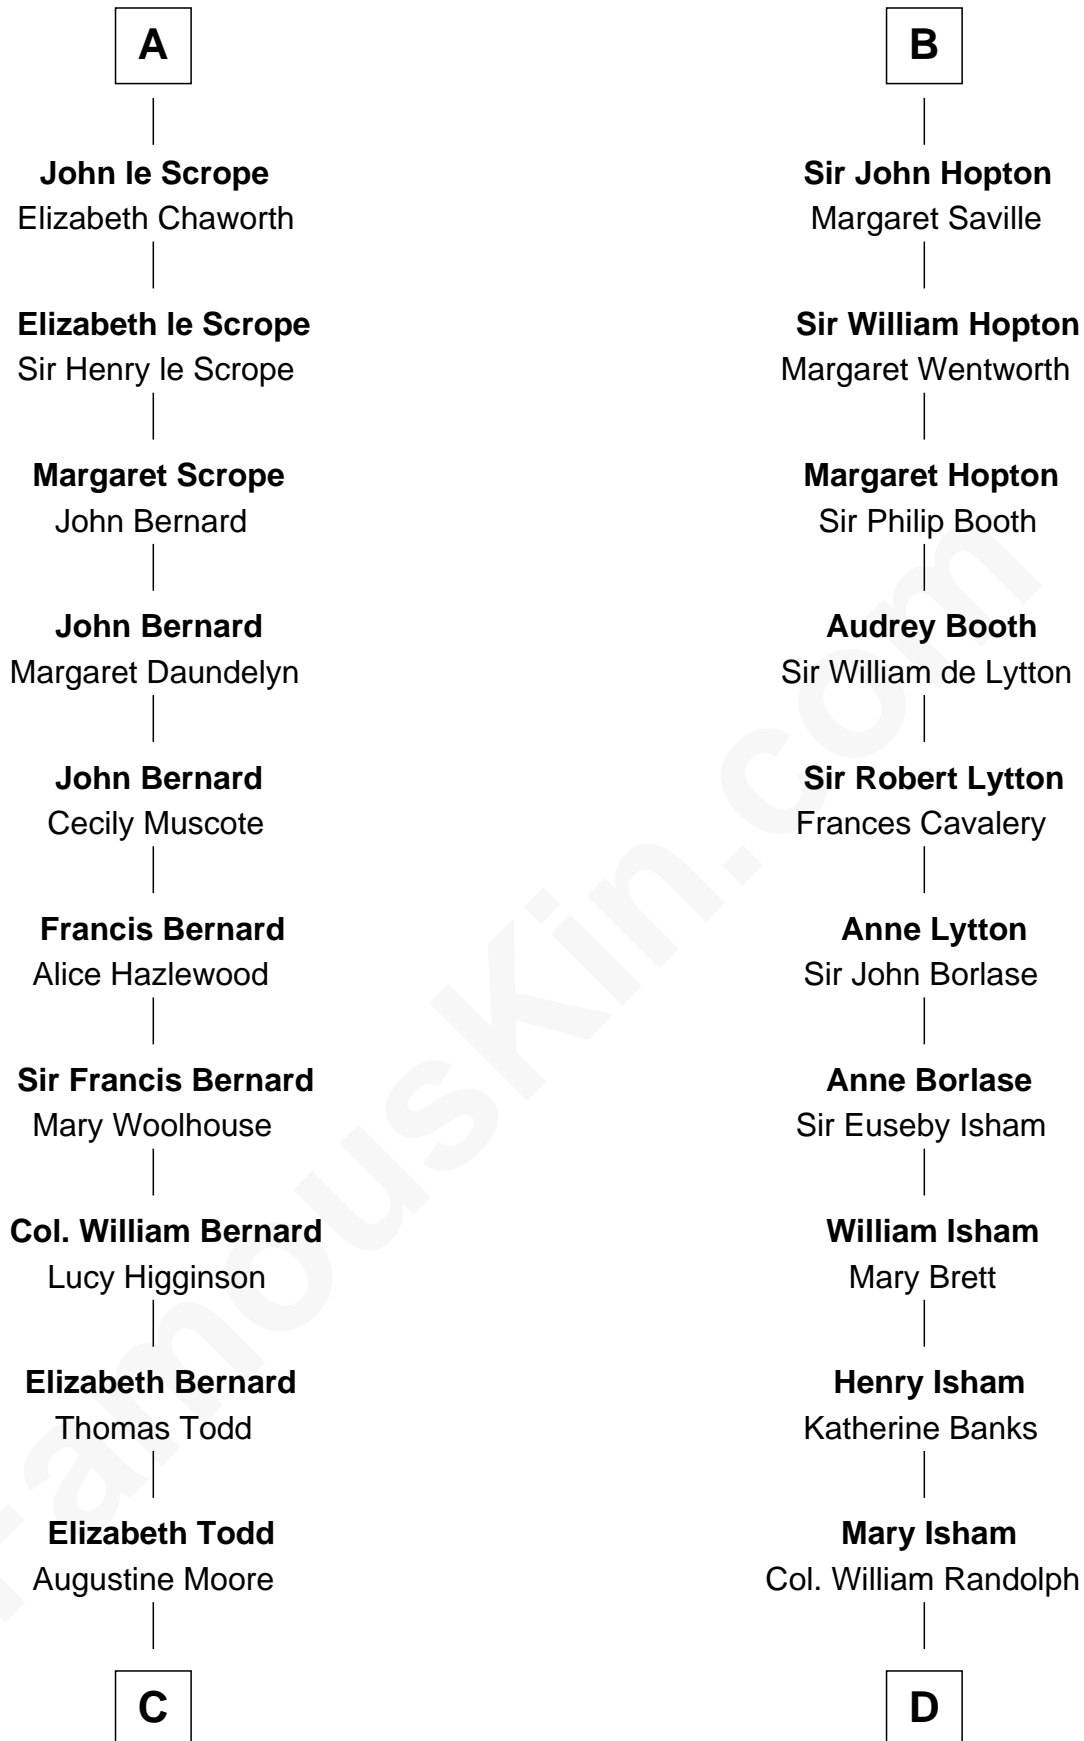 A
John le Scrope
Elizabeth Chaworth
Elizabeth le Scrope
Sir Henry le Scrope
Margaret Scrope
John Bernard
John Bernard
Margaret Daundelyn
John Bernard
Cecily Muscote
Francis Bernard
Alice Hazlewood
Sir Francis Bernard
Mary Woolhouse
Col. William Bernard
Lucy Higginson
Elizabeth Bernard
Thomas Todd
Elizabeth Todd
Augustine Moore
C
B
Sir John Hopton
Margaret Saville
Sir William Hopton
Margaret Wentworth
Margaret Hopton
Sir Philip Booth
Audrey Booth
Sir William de Lytton
Sir Robert Lytton
Frances Cavalery
Anne Lytton
Sir John Borlase
Anne Borlase
Sir Euseby Isham
William Isham
Mary Brett
Henry Isham
Katherine Banks
Mary Isham
Col. William Randolph
D
FamousKin.com